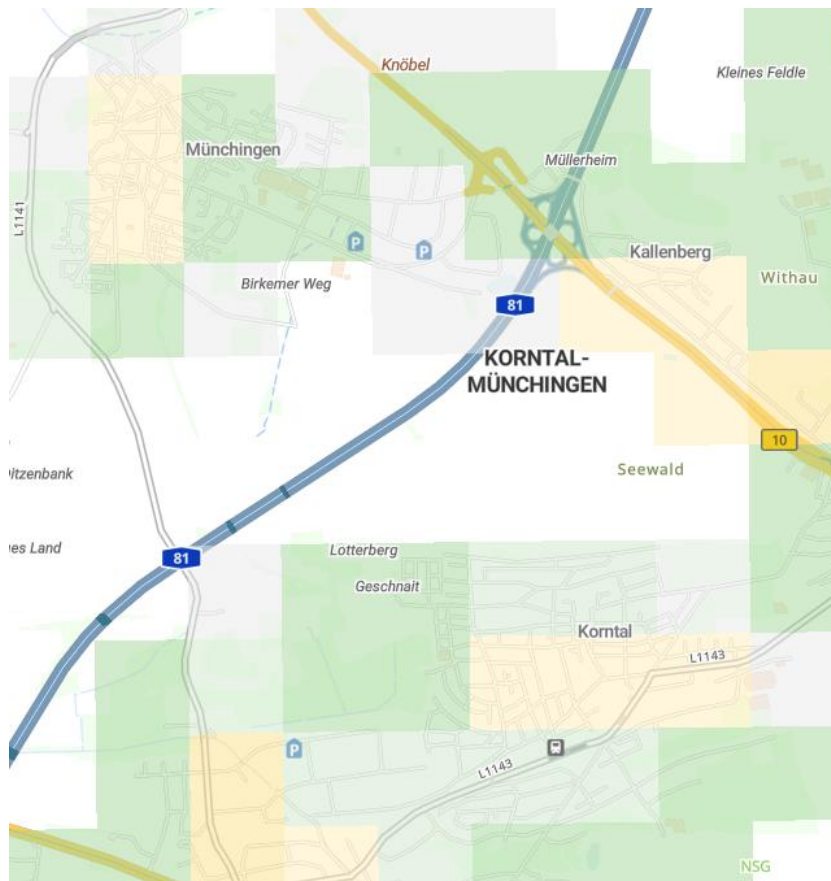 Knöbel
Kleines Feldle
Münchingen
Müllerheim
L1141
P
P
Kallenberg
Withau
Birkemer Weg
81
KORNTAL-
MÜNCHINGEN
10
itzenbank
Seewald
es Land
81
Lotterberg
Geschnait
Korntal
L1143
P
L1143
NSG